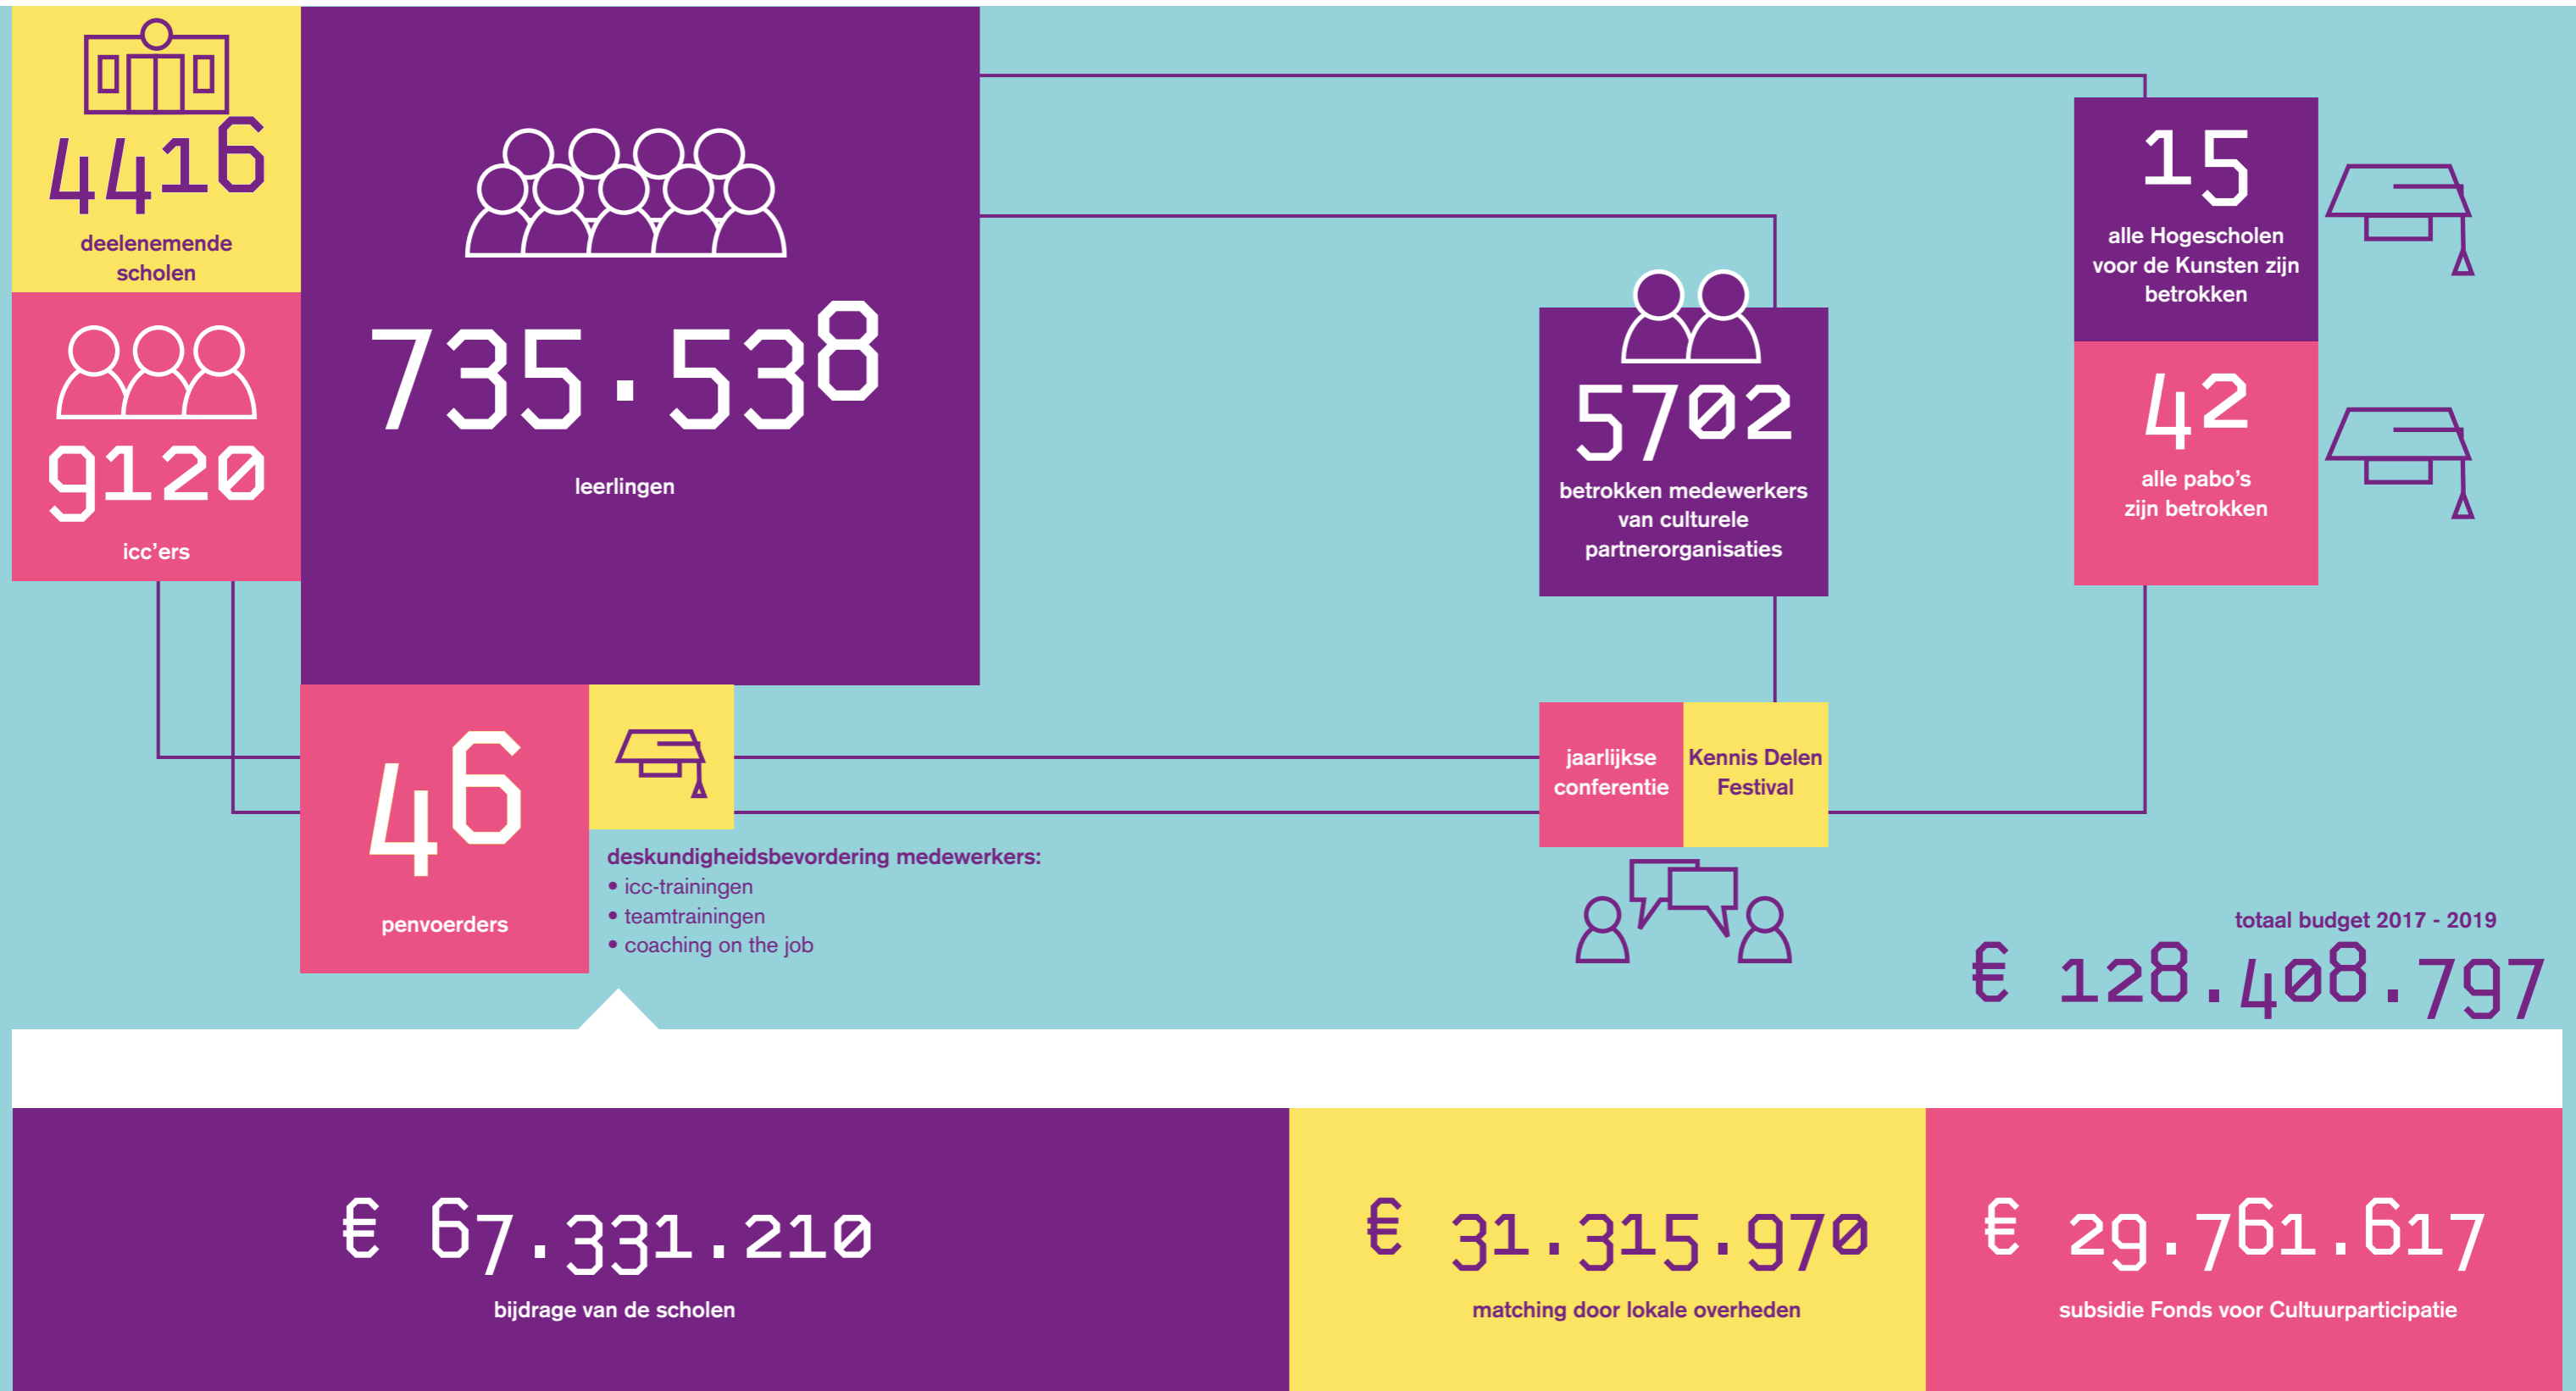 4416
deelenemende
scholen
9120
icc'ers
735.538
leerlingen
46
penvoerders
deskundigheidsbevordering medewerkers:
• icc-trainingen
• teamtrainingen
• coaching on the job
5702
betrokken medewerkers
van culturele
partnerorganisaties
jaarlijkse
conferentie
Kennis Delen
Festival
15
alle Hogescholen
voor de Kunsten zijn
betrokken
42
alle pabo's
zijn betrokken
totaal budget 2017 - 2019
€ 128.408.797
€ 67.331.210
bijdrage van de scholen
€ 31.315.970
matching door lokale overheden
€ 29.761.617
subsidie Fonds voor Cultuurparticipatie